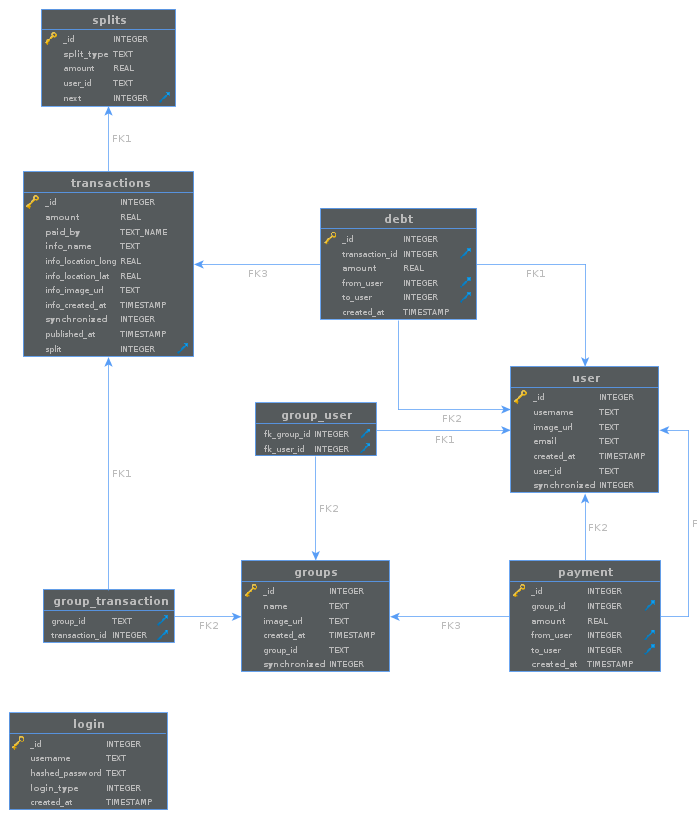 splits
_id INTEGER
split_type TEXT
amount REAL
user_id TEXT
next INTEGER
FK1
transactions
_id INTEGER
amount REAL
paid_by TEXT_NAME
info_name TEXT
info_location_long REAL
info_location_lat REAL
info_image_url TEXT
info_created_at TIMESTAMP
synchronized INTEGER
published_at TIMESTAMP
split INTEGER
debt
_id INTEGER
transaction_id INTEGER
amount REAL
from_user INTEGER
to_user INTEGER
created_at TIMESTAMP
FK3
FK1
FK2
user
_id INTEGER
username TEXT
image_url TEXT
email TEXT
created_at TIMESTAMP
user_id TEXT
synchronized INTEGER
group_user
fk_group_id INTEGER
fk_user_id INTEGER
FK1
FK2
FK1
FK2
F
group_transaction
group_id TEXT
transaction_id INTEGER
FK2
groups
_id INTEGER
name TEXT
image_url TEXT
created_at TIMESTAMP
group_id TEXT
synchronized INTEGER
FK3
payment
_id INTEGER
group_id INTEGER
amount REAL
from_user INTEGER
to_user INTEGER
created_at TIMESTAMP
login
_id INTEGER
username TEXT
hashed_password TEXT
login_type INTEGER
created_at TIMESTAMP